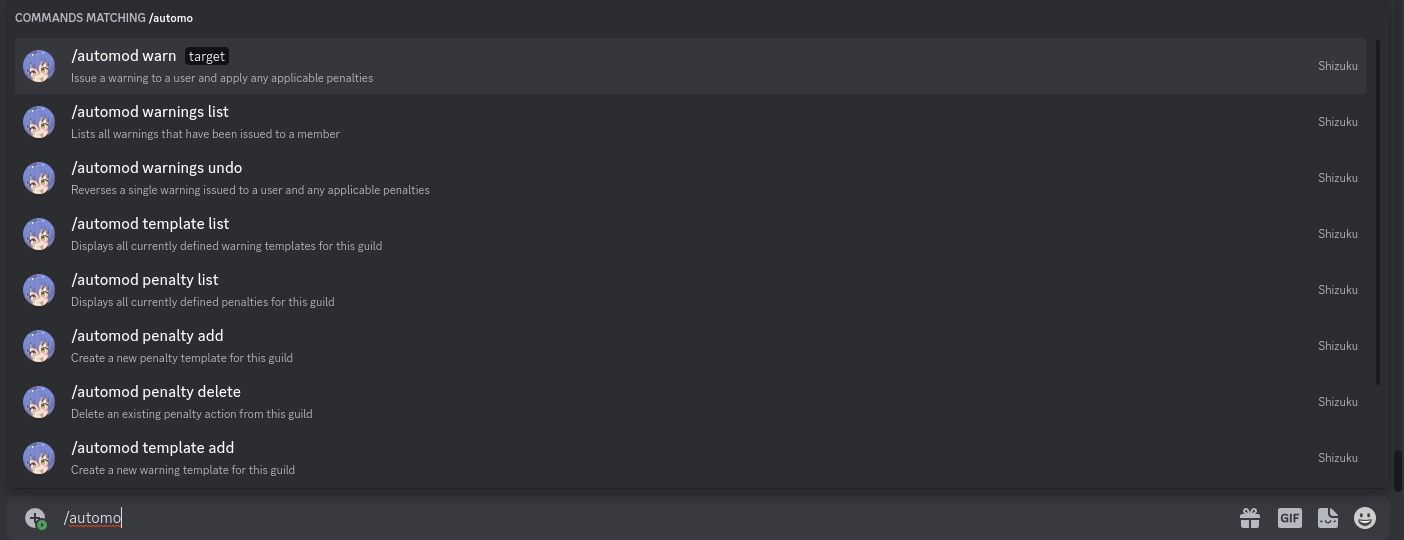 COMMANDS MATCHING /automo
/automod warn target
Issue a warning to a user and apply any applicable penalties
Shizuku
/automod warnings list
Lists all warnings that have been issued to a member
Shizuku
/automod warnings undo
Reverses a single warning issued to a user and any applicable penalties
Shizuku
/automod template list
Displays all currently defined warning templates for this guild
Shizuku
/automod penalty list
Displays all currently defined penalties for this guild
Shizuku
/automod penalty add
Create a new penalty template for this guild
Shizuku
/automod penalty delete
Delete an existing penalty action from this guild
Shizuku
/automod template add
Create a new warning template for this guild
Shizuku
/automo
GIF